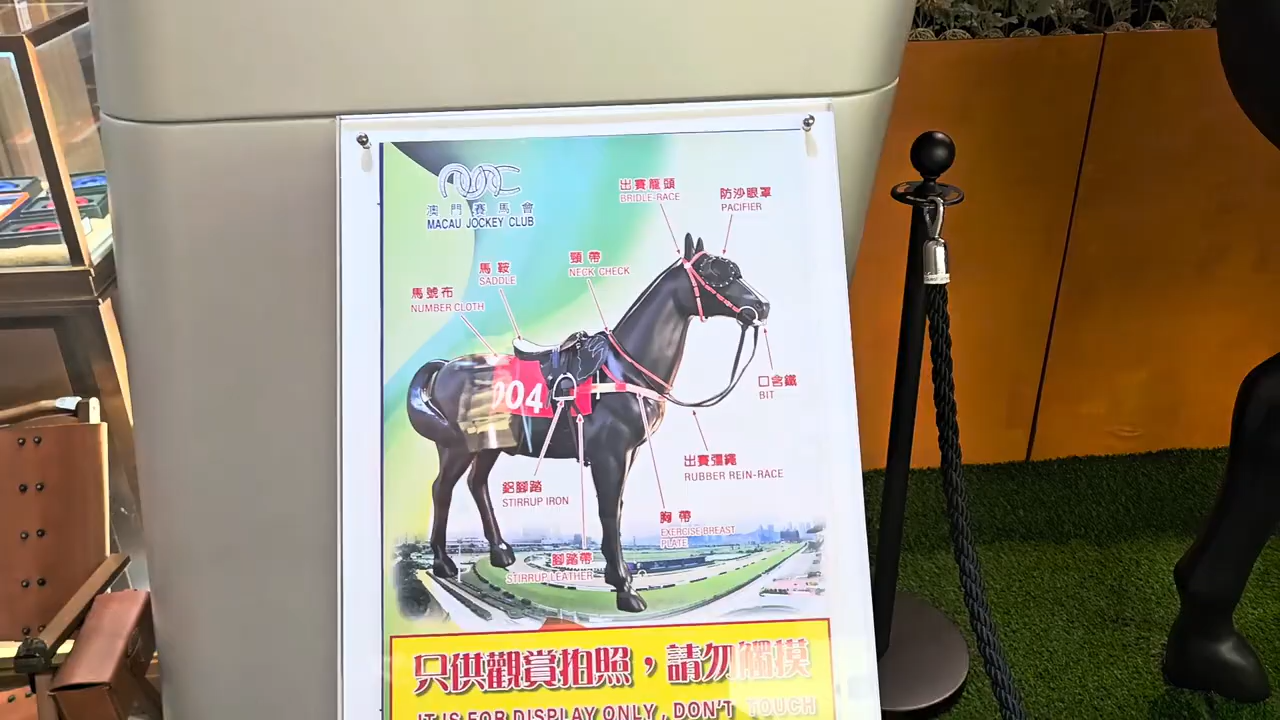 澳門賽馬會
MACAU JOCKEY CLUB
出賽龍頭
BRIDLE-RACE
防沙眼罩
PACIFIER
頸帶
NECK CHECK
馬鞍
SADDLE
馬號布
NUMBER CLOTH
004
口含鐵
BIT
出賽彊繩
RUBBER REIN-RACE
鋁腳踏
STIRRUP IRON
胸帶
EXERCISE BREAST
PLATE
腳踏帶
STIRRUP LEATHER
只供觀賞拍照，請勿觸摸
IT IS FOR DISPLAY ONLY, DON'T TOUCH